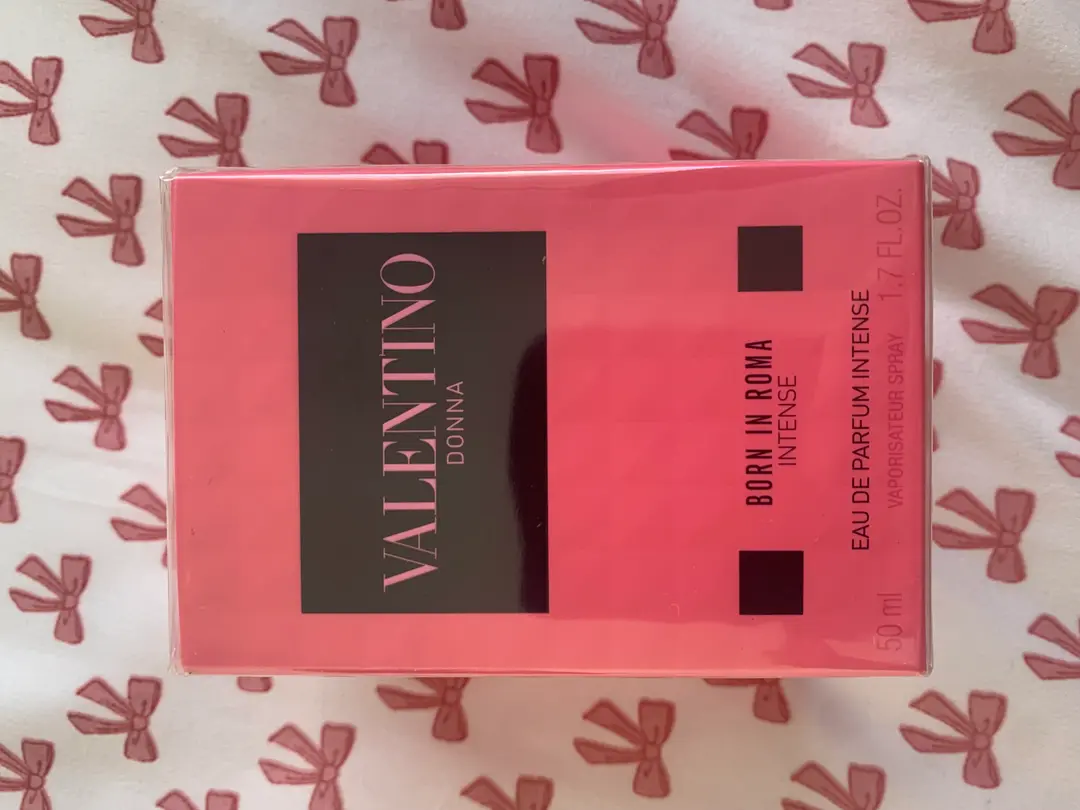 VALENTINO
DONNA
BORN IN ROMA
INTENSE
EAU DE PARFUM INTENSE
50 ml VAPORISATEUR SPRAY 1.7 FL.OZ.